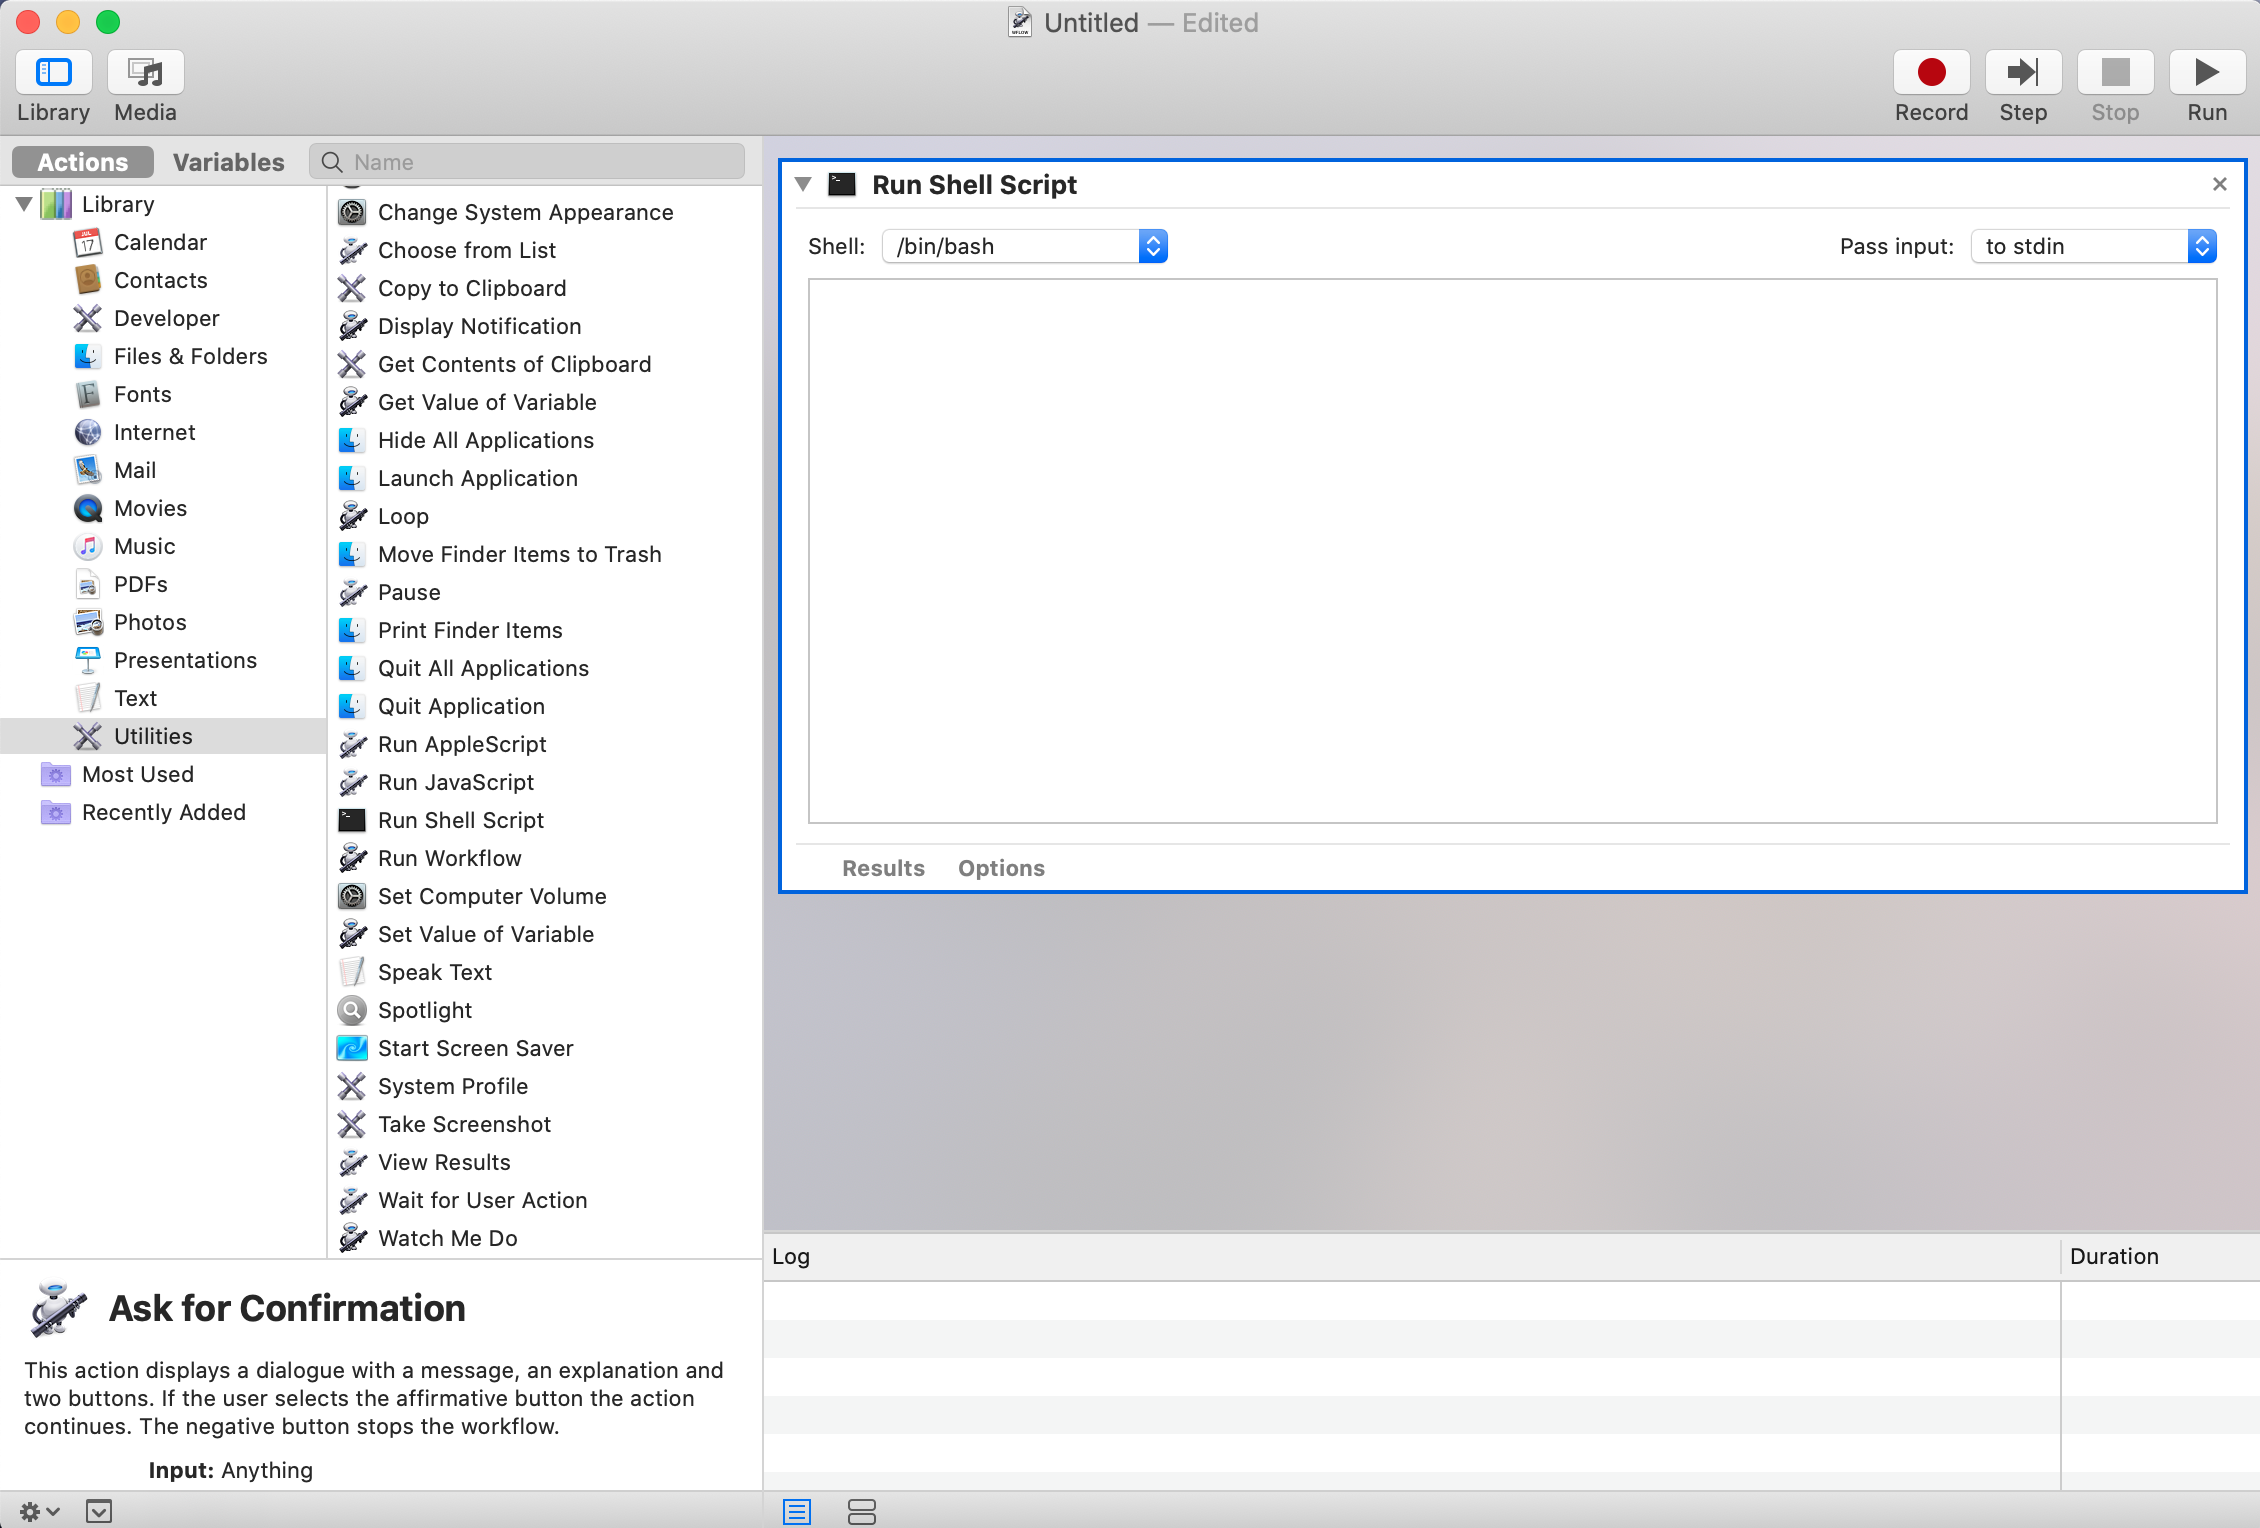 Untitled — Edited
Library
Media
Record
Step
Stop
Run
Actions
Variables
Name
Library
Calendar
Contacts
Developer
Files & Folders
Fonts
Internet
Mail
Movies
Music
PDFs
Photos
Presentations
Text
Utilities
Most Used
Recently Added
Change System Appearance
Choose from List
Copy to Clipboard
Display Notification
Get Contents of Clipboard
Get Value of Variable
Hide All Applications
Launch Application
Loop
Move Finder Items to Trash
Pause
Print Finder Items
Quit All Applications
Quit Application
Run AppleScript
Run JavaScript
Run Shell Script
Run Workflow
Set Computer Volume
Set Value of Variable
Speak Text
Spotlight
Start Screen Saver
System Profile
Take Screenshot
View Results
Wait for User Action
Watch Me Do
Ask for Confirmation
This action displays a dialogue with a message, an explanation and
two buttons. If the user selects the affirmative button the action
continues. The negative button stops the workflow.
Input: Anything
Run Shell Script
Shell: /bin/bash
Pass input: to stdin
Results
Options
Log
Duration